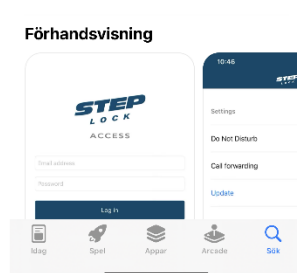 Förhandsvisning
10:46
STEP
LOCK
ACCESS
STEP
Settings
Email address
Do Not Disturb
Password
Call forwarding
Update
Log in
Idag
Spel
Appar
Arcade
Sök